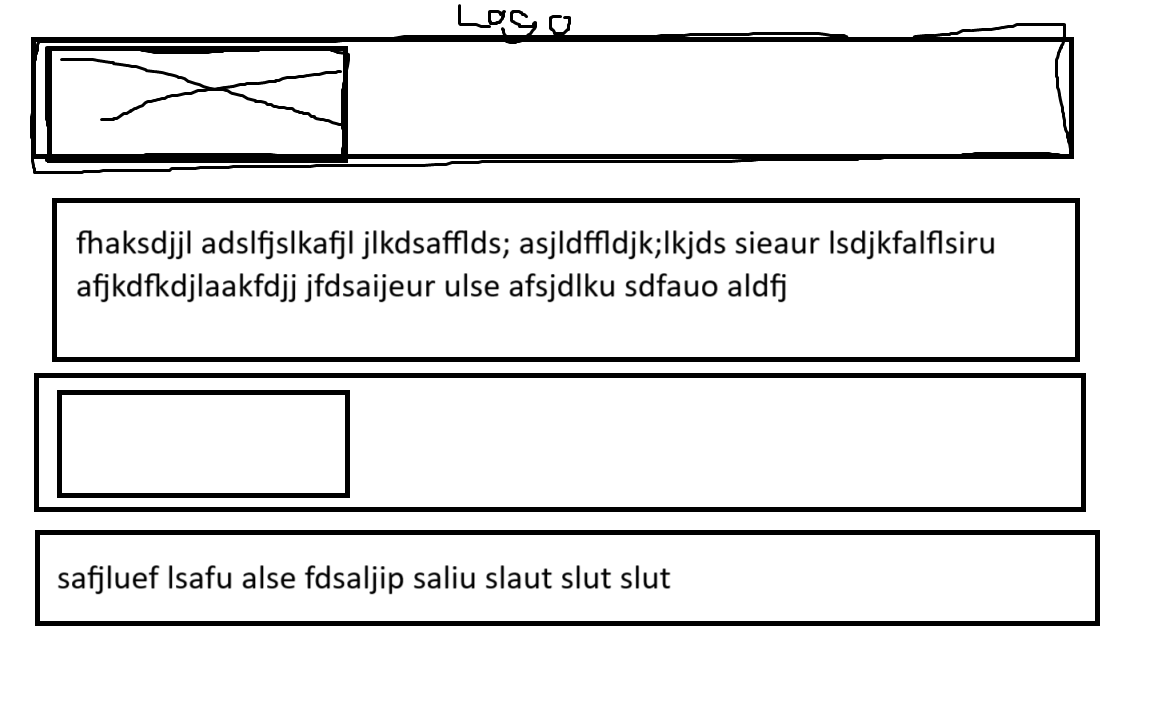 Logo
fhaksdjjl adslfjslkafjl jlkdsafflds; asjldffldjk;lkjds sieaur lsdjkfalflsiru
afjkdfkdjlaakfdjj jfdsaijeur ulse afsjdlku sdfauo aldfj
safjluef lsafu alse fdsaljip saliu slaut slut slut